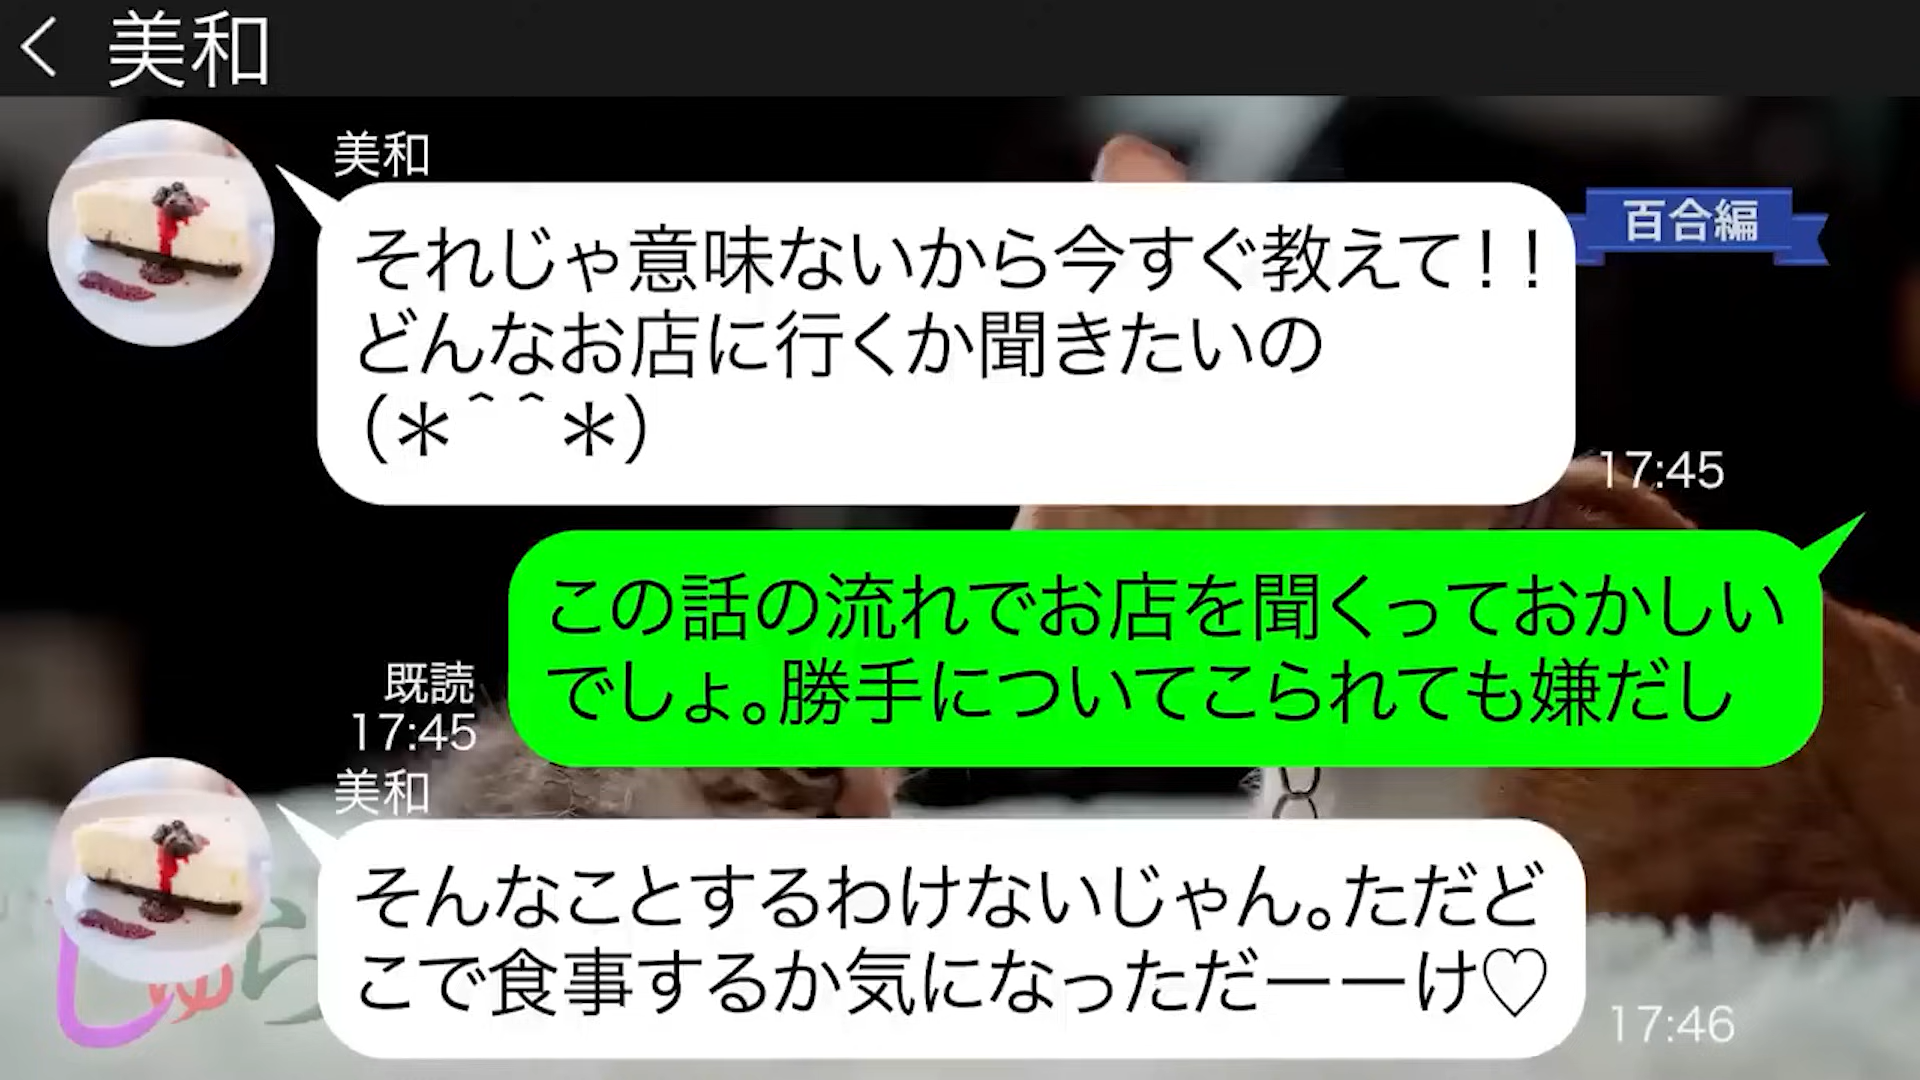 美和
美和
それじゃ意味ないから今すぐ教えて！！
どんなお店に行くか聞きたいの
（＊＾＾＊）
百合編
17:45
この話の流れでお店を聞くっておかしい
でしょ。勝手についてこられても嫌だし
既読
17:45
美和
そんなことするわけないじゃん。ただど
こで食事するか気になっただーーけ♡
17:46